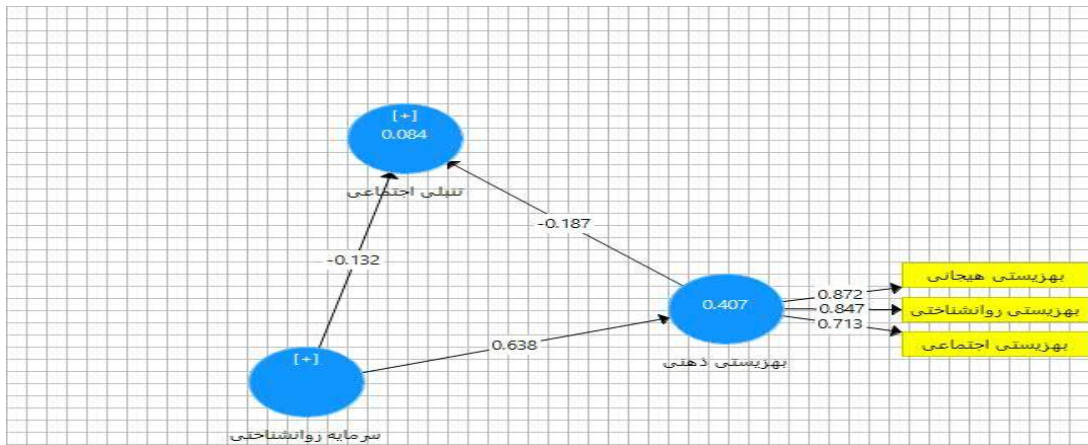 [+]
0.084
تنبلی اجتماعی
-0.187
-0.132
بهزیستی هیجانی
0.872
0.407
0.847
بهزیستی روانشناختی
0.713
0.638
بهزیستی اجتماعی
[+]
بهزیستی ذهنی
سرمایه روانشناختی